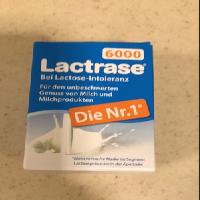 6000
Lactrase®
Bei Lactose-Intoleranz
Für den unbeschwerten
Genuss von Milch und
Milchprodukten
Die Nr.1*